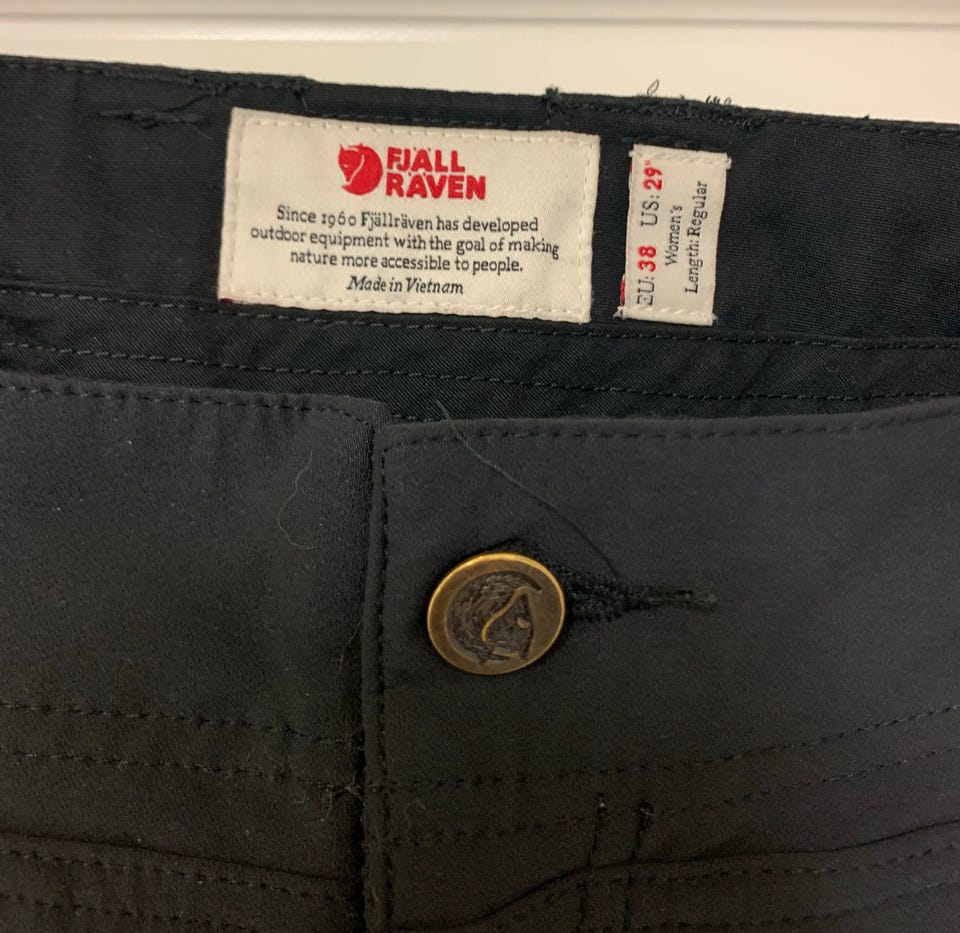 FJÄLL
RÄVEN
Since 1960 Fjällräven has developed
outdoor equipment with the goal of making
nature more accessible to people.
Made in Vietnam
EU: 38 US: 29"
Women's
Length: Regular